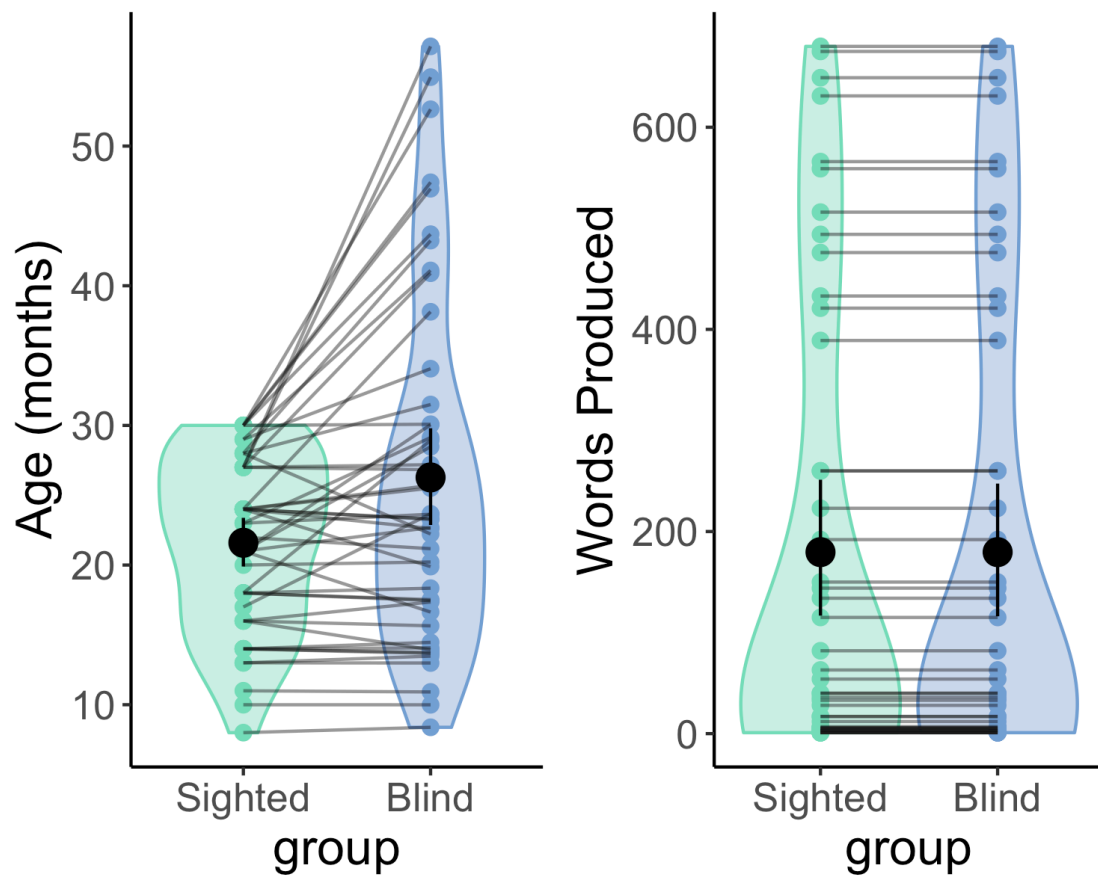 Age (months)
50
40
30
20
10
Sighted
Blind
group
Words Produced
600
400
200
0
Sighted
Blind
group